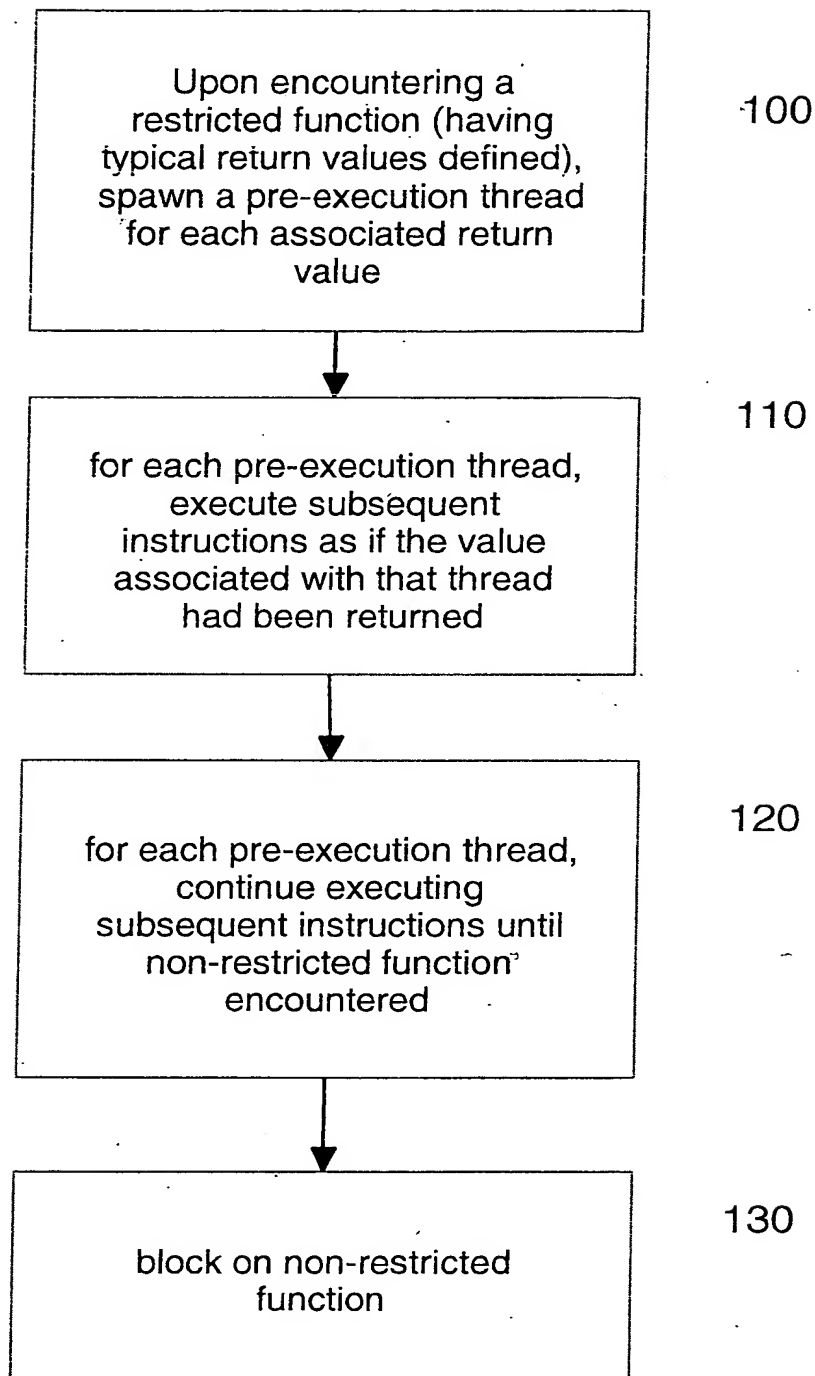 Upon encountering a
restricted function (having
typical return values defined),
spawn a pre-execution thread
for each associated return
value
100
for each pre-execution thread,
execute subsequent
instructions as if the value
associated with that thread
had been returned
110
for each pre-execution thread,
continue executing
subsequent instructions until
non-restricted function
encountered
120
block on non-restricted
function
130